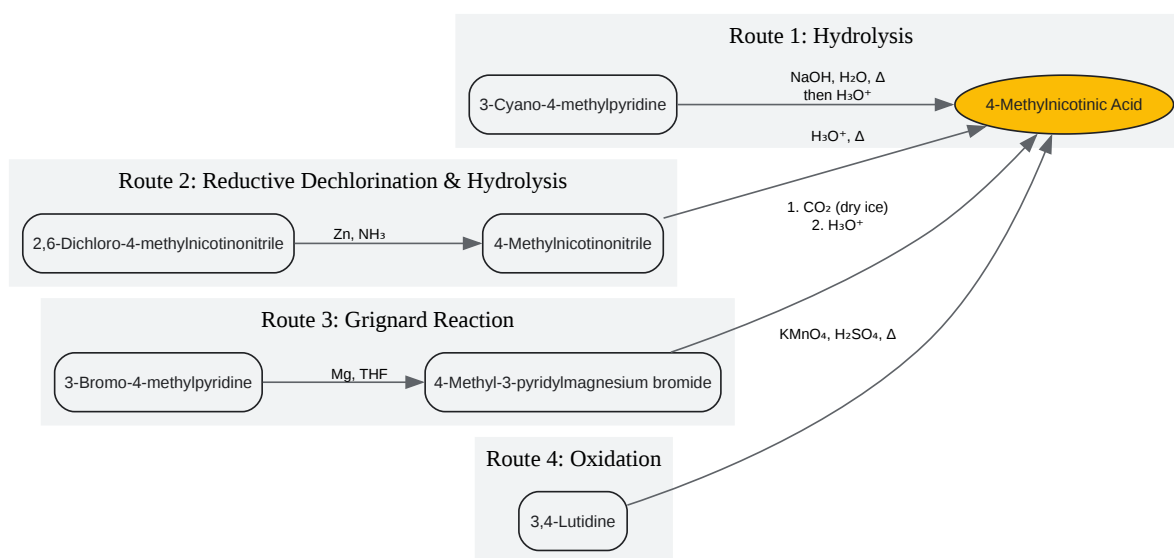 Route 1: Hydrolysis
3-Cyano-4-methylpyridine
NaOH, H₂O, Δ
then H₃O⁺
4-Methylnicotinic Acid
H₃O⁺, Δ
Route 2: Reductive Dechlorination & Hydrolysis
2,6-Dichloro-4-methylnicotinonitrile
Zn, NH₃
4-Methylnicotinonitrile
1. CO₂ (dry ice)
2. H₃O⁺
Route 3: Grignard Reaction
3-Bromo-4-methylpyridine
Mg, THF
4-Methyl-3-pyridylmagnesium bromide
KMnO₄, H₂SO₄, Δ
Route 4: Oxidation
3,4-Lutidine